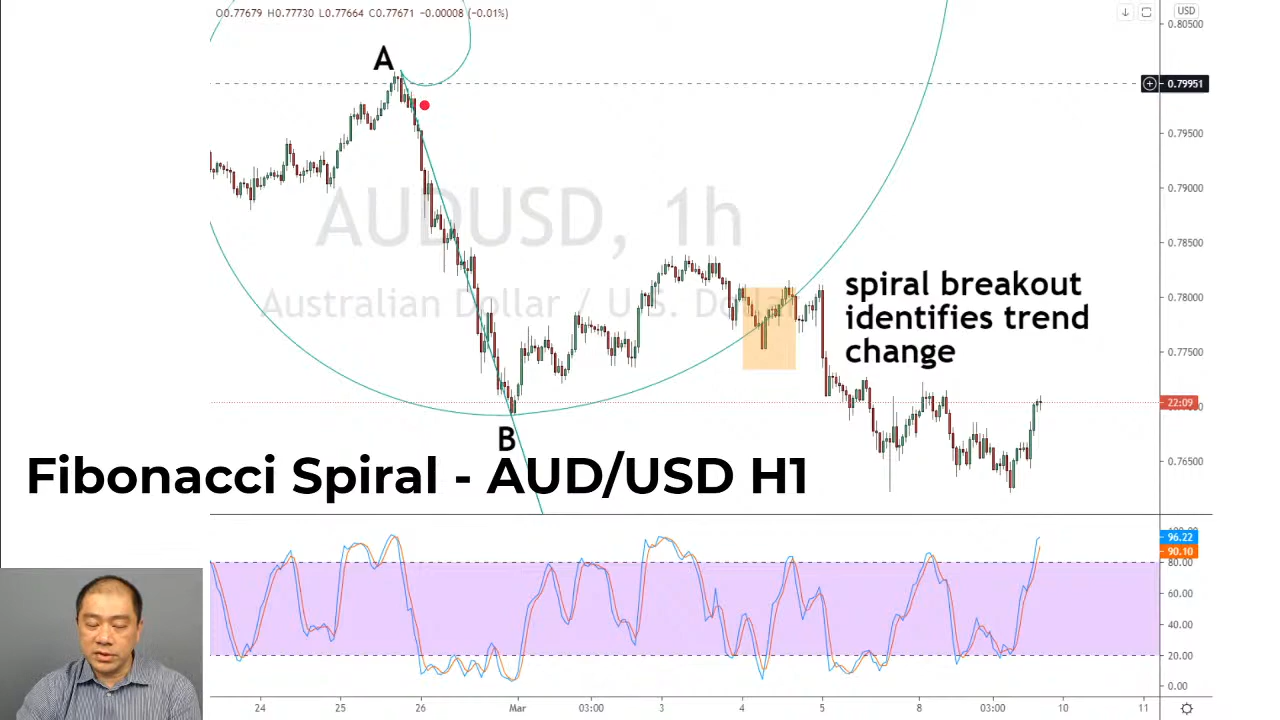 O0.77679 H0.77730 L0.77664 C0.77671 −0.00008 (−0.01%)
USD
0.80500
A
0.79951
0.79500
AUDUSD, 1h
0.79000
0.78500
Australian Dollar / U.S. Dollar
0.78000
spiral breakout
identifies trend
change
0.77500
22:09
B
0.76500
Fibonacci Spiral - AUD/USD H1
96.22
90.10
80.00
60.00
40.00
20.00
0.00
24 25 26 Mar 03:00 3 4 5 8 03:00 10 11